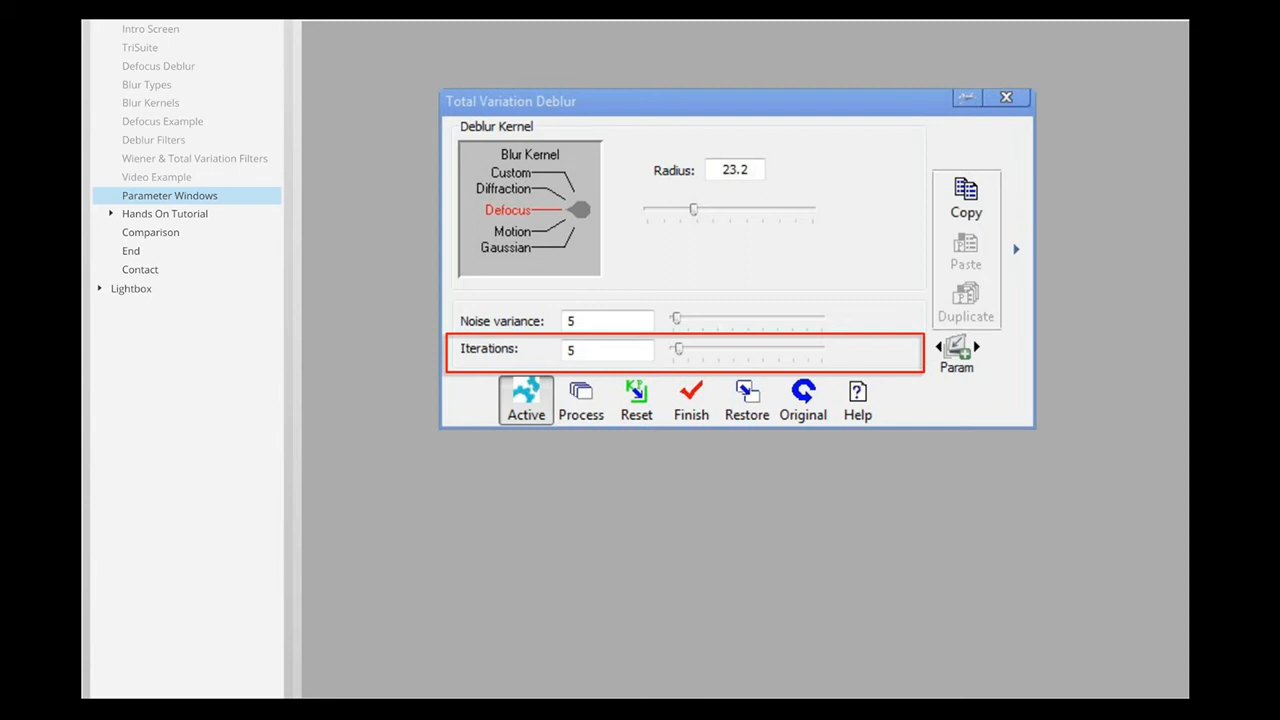 Intro Screen
TriSuite
Defocus Deblur
Blur Types
Blur Kernels
Defocus Example
Deblur Filters
Wiener & Total Variation Filters
Video Example
Parameter Windows
Hands On Tutorial
Comparison
End
Contact
Lightbox
Total Variation Deblur
Deblur Kernel
Blur Kernel
Custom
Diffraction
Defocus
Motion
Gaussian
Radius: 23.2
Noise variance: 5
Iterations: 5
Copy
Paste
Duplicate
Param
Active Process Reset Finish Restore Original Help